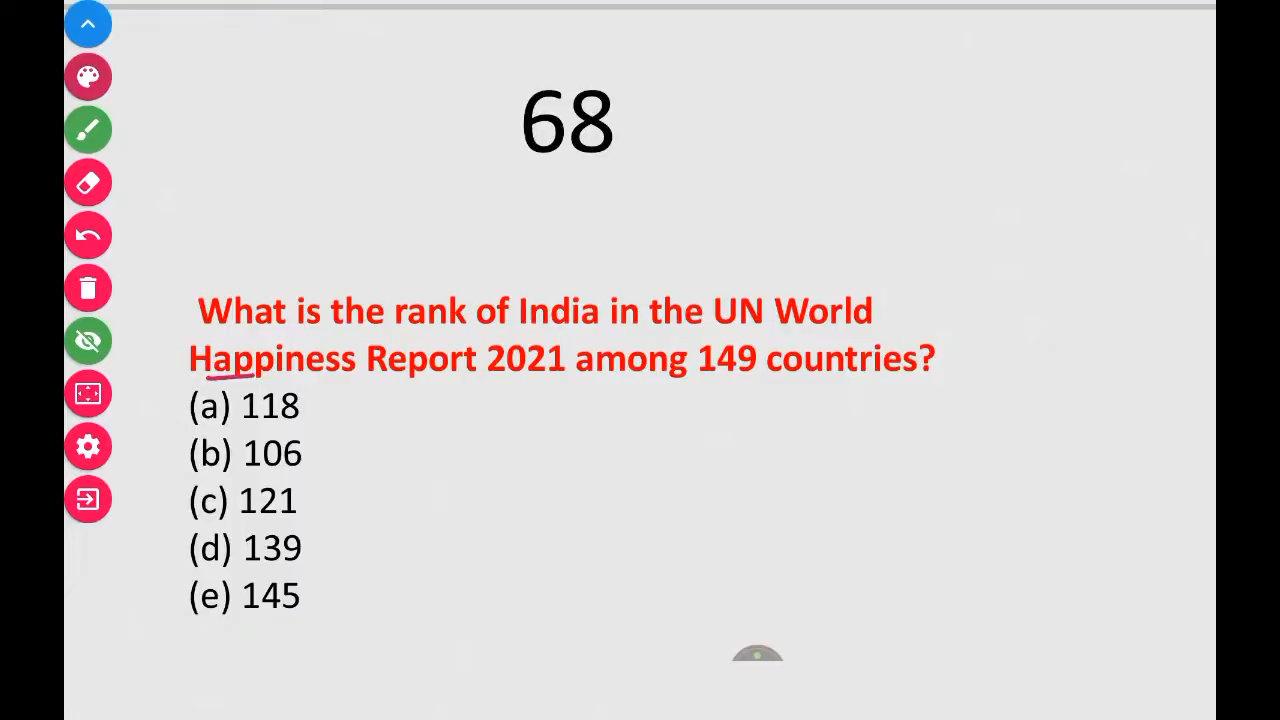 68
What is the rank of India in the UN World
Happiness Report 2021 among 149 countries?
(a) 118
(b) 106
(c) 121
(d) 139
(e) 145